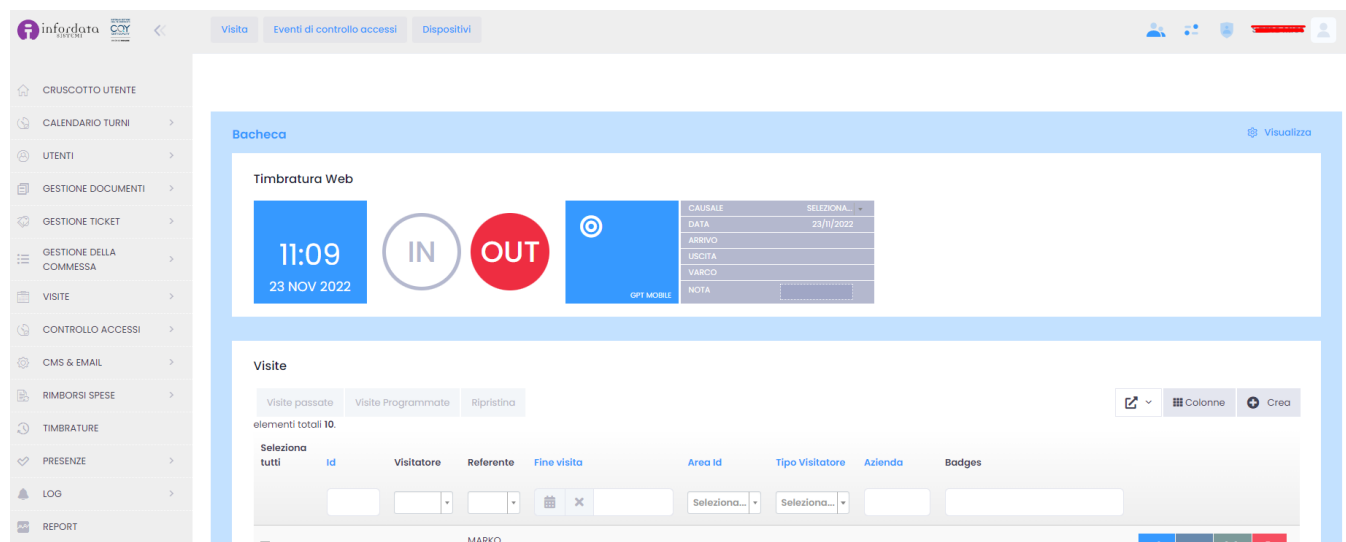 infordata
SISTEMI
Visita
Eventi di controllo accessi
Dispositivi
CRUSCOTTO UTENTE
CALENDARIO TURNI
UTENTI
GESTIONE DOCUMENTI
GESTIONE TICKET
GESTIONE DELLA
COMMESSA
VISITE
CONTROLLO ACCESSI
CMS & EMAIL
RIMBORSI SPESE
TIMBRATURE
PRESENZE
LOG
REPORT
Bacheca
Visualizza
Timbratura Web
11:09
23 NOV 2022
IN
OUT
GPT MOBILE
CAUSALE SELEZIONA...
DATA 23/11/2022
ARRIVO
USCITA
VARCO
NOTA
Visite
Visite passate
Visite Programmate
Ripristina
Colonne
Crea
elementi totali 10.
Seleziona
tutti
Id
Visitatore
Referente
Fine visita
Area Id
Tipo Visitatore
Azienda
Badges
Seleziona...
Seleziona...
MARKO